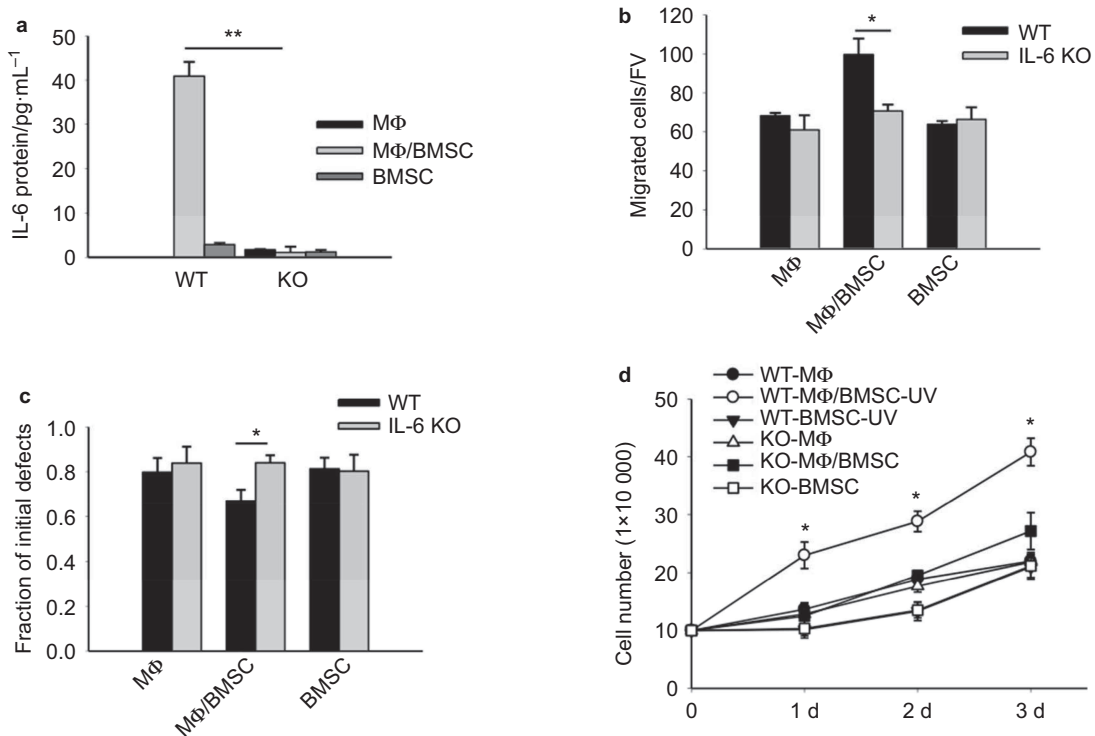 a
IL-6 protein/pg·mL⁻¹
50
40
30
20
10
0
**
MΦ
MΦ/BMSC
BMSC
WT
KO
b
Migrated cells/FV
120
100
80
60
40
20
0
*
WT
IL-6 KO
MΦ
MΦ/BMSC
BMSC
c
Fraction of initial defects
1.0
0.8
0.6
0.4
0.2
0.0
*
WT
IL-6 KO
MΦ
MΦ/BMSC
BMSC
d
Cell number (1×10 000)
50
40
30
20
10
0
WT-MΦ
WT-MΦ/BMSC-UV
WT-BMSC-UV
KO-MΦ
KO-MΦ/BMSC
KO-BMSC
*
*
*
0
1 d
2 d
3 d